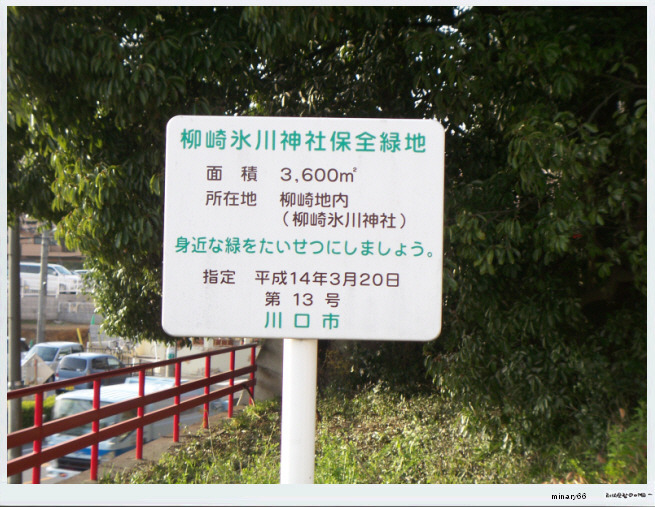 柳崎氷川神社保全緑地
面 積 3,600㎡
所在地 柳崎地内
(柳崎氷川神社)
身近な緑をたいせつにしましょう。
指定 平成14年3月20日
第 13 号
川口市
minary66